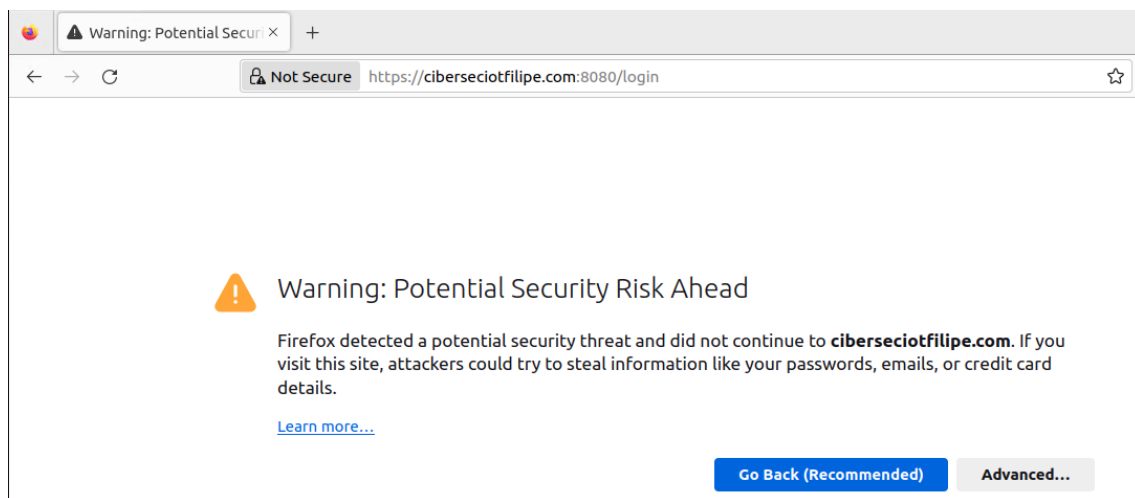 Warning: Potential Securi
Not Secure https://ciberseciotfilipe.com:8080/login
Warning: Potential Security Risk Ahead
Firefox detected a potential security threat and did not continue to ciberseciotfilipe.com. If you
visit this site, attackers could try to steal information like your passwords, emails, or credit card
details.
Learn more…
Go Back (Recommended) Advanced…